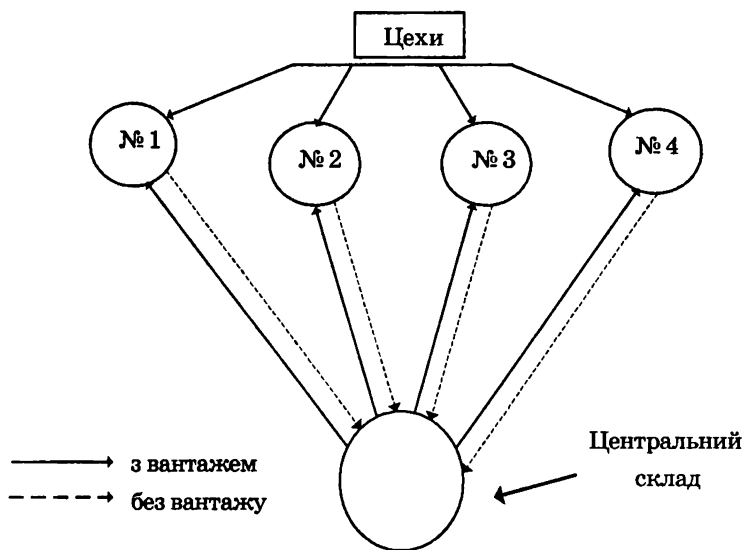 Цехи
№ 1
№ 2
№ 3
№ 4
Центральний
склад
з вантажем
без вантажу